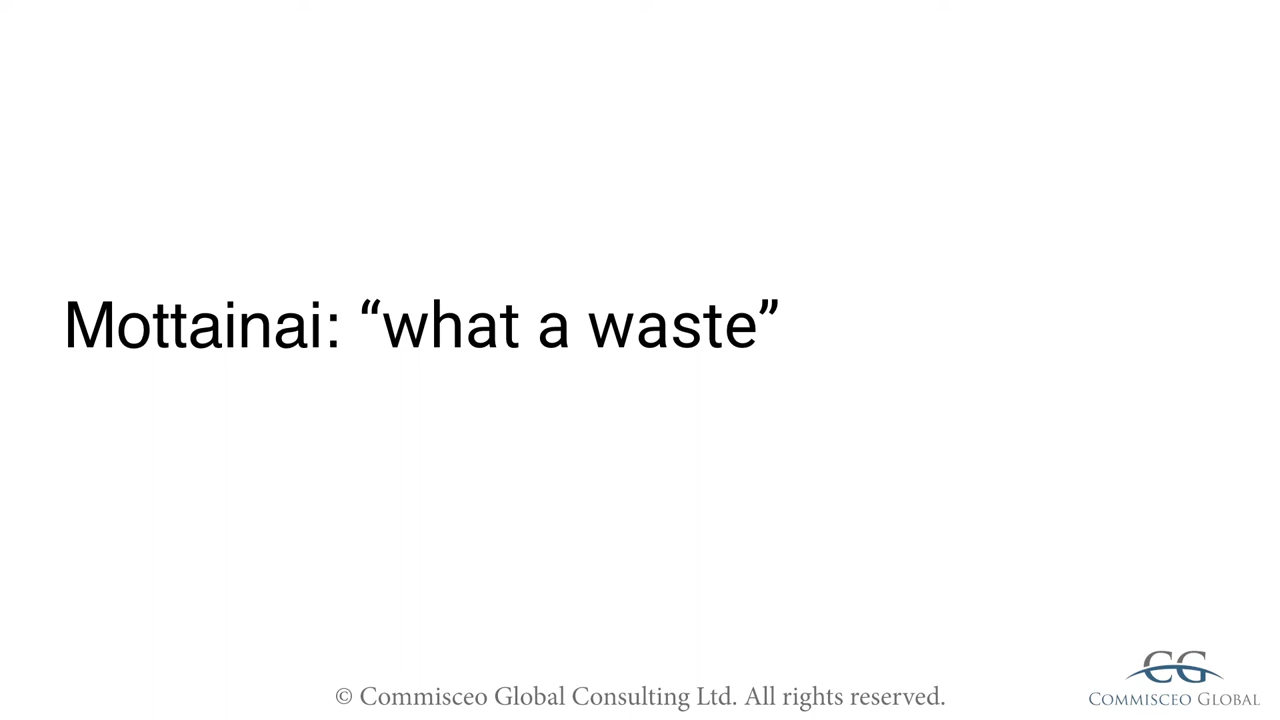 Mottainai: “what a waste”
© Commisceo Global Consulting Ltd. All rights reserved.
CG
COMMISCEO GLOBAL